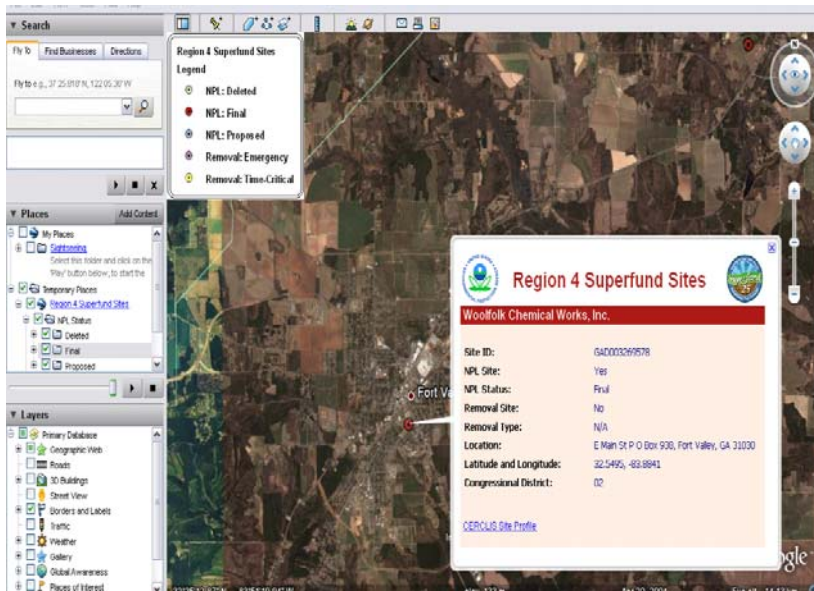 Search
Fly To Find Businesses Directions
Fly to e.g., 37 25.818' N, 122 05.36' W
Places
Add Content
My Places
Sightseeing
Select this folder and click on the
'Play' button below, to start the
Temporary Places
Region 4 Superfund Sites
NPL Status
Deleted
Final
Proposed
Layers
Primary Database
Geographic Web
Roads
3D Buildings
Street View
Borders and Labels
Traffic
Weather
Gallery
Global Awareness
Places of Interest
Region 4 Superfund Sites
Legend
NPL: Deleted
NPL: Final
NPL: Proposed
Removal: Emergency
Removal: Time-Critical
Fort V
Region 4 Superfund Sites
Woolfolk Chemical Works, Inc.
Site ID: GAD003269578
NPL Site: Yes
NPL Status: Final
Removal Site: No
Removal Type: N/A
Location: E Main St P O Box 938, Fort Valley, GA 31030
Latitude and Longitude: 32.5495, -83.8841
Congressional District: 02
CERCLIS Site Profile
gle